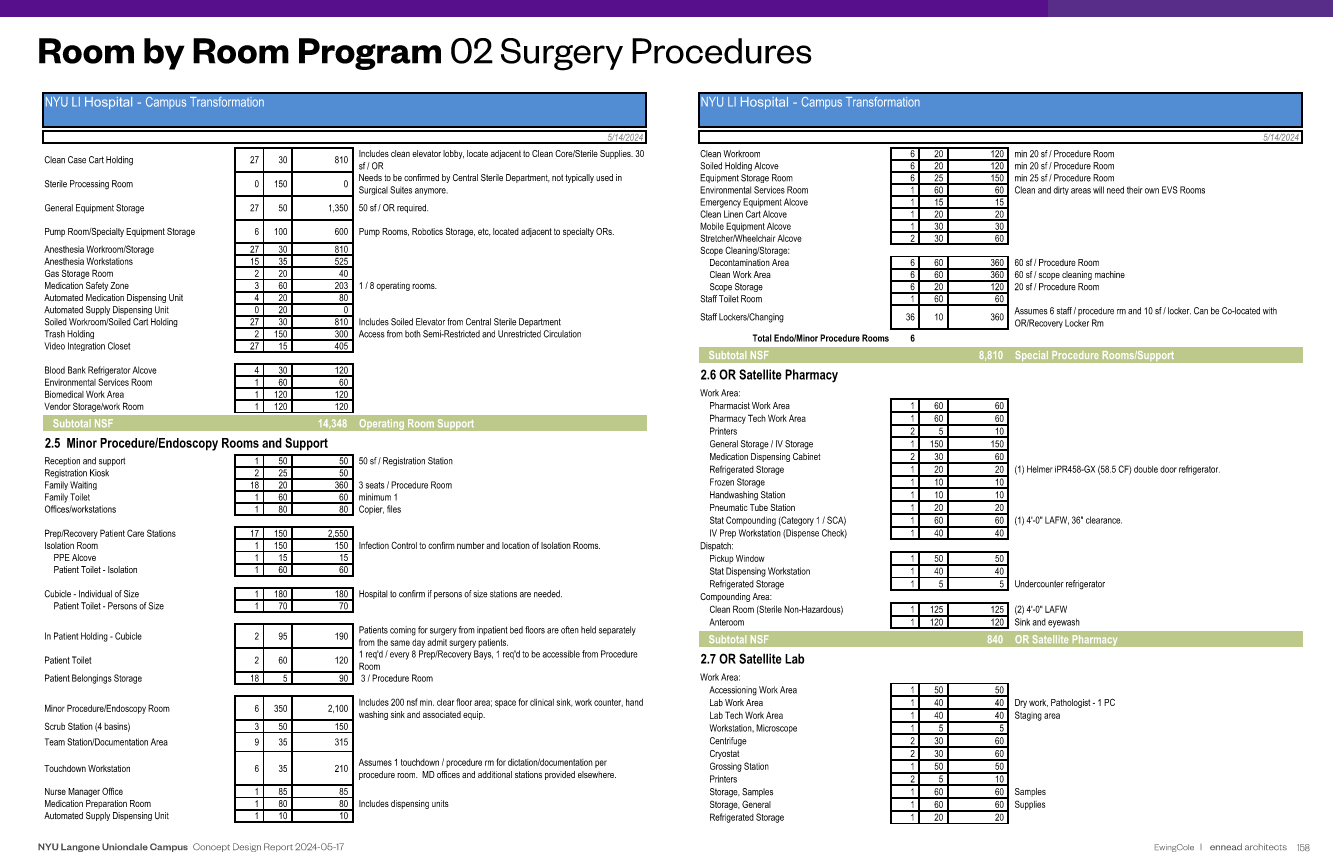 Room by Room Program 02 Surgery Procedures
NYU LI Hospital - Campus Transformation
5/14/2024
Clean Case Cart Holding 27 30 810 Includes clean elevator lobby, locate adjacent to Clean Core/Sterile Supplies. 30
sf / OR
Sterile Processing Room 0 150 0 Needs to be confirmed by Central Sterile Department, not typically used in
Surgical Suites anymore.
General Equipment Storage 27 50 1,350 50 sf / OR required.
Pump Room/Specialty Equipment Storage 6 100 600 Pump Rooms, Robotics Storage, etc, located adjacent to specialty ORs.
Anesthesia Workroom/Storage 27 30 810
Anesthesia Workstations 15 35 525
Gas Storage Room 2 20 40
Medication Safety Zone 3 60 203 1 / 8 operating rooms.
Automated Medication Dispensing Unit 4 20 80
Automated Supply Dispensing Unit 0 20 0
Soiled Workroom/Soiled Cart Holding 27 30 810 Includes Soiled Elevator from Central Sterile Department
Trash Holding 2 150 300 Access from both Semi-Restricted and Unrestricted Circulation
Video Integration Closet 27 15 405
Blood Bank Refrigerator Alcove 4 30 120
Environmental Services Room 1 60 60
Biomedical Work Area 1 120 120
Vendor Storage/work Room 1 120 120
Subtotal NSF 14,348 Operating Room Support
2.5 Minor Procedure/Endoscopy Rooms and Support
Reception and support 1 50 50 50 sf / Registration Station
Registration Kiosk 2 25 50
Family Waiting 18 20 360 3 seats / Procedure Room
Family Toilet 1 60 60 minimum 1
Offices/workstations 1 80 80 Copier, files
Prep/Recovery Patient Care Stations 17 150 2,550
Isolation Room 1 150 150 Infection Control to confirm number and location of Isolation Rooms.
PPE Alcove 1 15 15
Patient Toilet - Isolation 1 60 60
Cubicle - Individual of Size 1 180 180 Hospital to confirm if persons of size stations are needed.
Patient Toilet - Persons of Size 1 70 70
In Patient Holding - Cubicle 2 95 190 Patients coming for surgery from inpatient bed floors are often held separately
from the same day admit surgery patients.
Patient Toilet 2 60 120 1 req'd / every 8 Prep/Recovery Bays, 1 req'd to be accessible from Procedure
Room
Patient Belongings Storage 18 5 90 3 / Procedure Room
Minor Procedure/Endoscopy Room 6 350 2,100 Includes 200 nsf min. clear floor area; space for clinical sink, work counter, hand
washing sink and associated equip.
Scrub Station (4 basins) 3 50 150
Team Station/Documentation Area 9 35 315
Touchdown Workstation 6 35 210 Assumes 1 touchdown / procedure rm for dictation/documentation per
procedure room. MD offices and additional stations provided elsewhere.
Nurse Manager Office 1 85 85
Medication Preparation Room 1 80 80 Includes dispensing units
Automated Supply Dispensing Unit 1 10 10
NYU LI Hospital - Campus Transformation
5/14/2024
Clean Workroom 6 20 120 min 20 sf / Procedure Room
Soiled Holding Alcove 6 20 120 min 20 sf / Procedure Room
Equipment Storage Room 6 25 150 min 25 sf / Procedure Room
Environmental Services Room 1 60 60 Clean and dirty areas will need their own EVS Rooms
Emergency Equipment Alcove 1 15 15
Clean Linen Cart Alcove 1 20 20
Mobile Equipment Alcove 1 30 30
Stretcher/Wheelchair Alcove 2 30 60
Scope Cleaning/Storage:
Decontamination Area 6 60 360 60 sf / Procedure Room
Clean Work Area 6 60 360 60 sf / scope cleaning machine
Scope Storage 6 20 120 20 sf / Procedure Room
Staff Toilet Room 1 60 60
Staff Lockers/Changing 36 10 360 Assumes 6 staff / procedure rm and 10 sf / locker. Can be Co-located with
OR/Recovery Locker Rm
Total Endo/Minor Procedure Rooms 6
Subtotal NSF 8,810 Special Procedure Rooms/Support
2.6 OR Satellite Pharmacy
Work Area:
Pharmacist Work Area 1 60 60
Pharmacy Tech Work Area 1 60 60
Printers 2 5 10
General Storage / IV Storage 1 150 150
Medication Dispensing Cabinet 2 30 60
Refrigerated Storage 1 20 20 (1) Helmer iPR458-GX (58.5 CF) double door refrigerator.
Frozen Storage 1 10 10
Handwashing Station 1 10 10
Pneumatic Tube Station 1 20 20
Stat Compounding (Category 1 / SCA) 1 60 60 (1) 4'-0" LAFW, 36" clearance.
IV Prep Workstation (Dispense Check) 1 40 40
Dispatch:
Pickup Window 1 50 50
Stat Dispensing Workstation 1 40 40
Refrigerated Storage 1 5 5 Undercounter refrigerator
Compounding Area:
Clean Room (Sterile Non-Hazardous) 1 125 125 (2) 4'-0" LAFW
Anteroom 1 120 120 Sink and eyewash
Subtotal NSF 840 OR Satellite Pharmacy
2.7 OR Satellite Lab
Work Area:
Accessioning Work Area 1 50 50
Lab Work Area 1 40 40 Dry work, Pathologist - 1 PC
Lab Tech Work Area 1 40 40 Staging area
Workstation, Microscope 1 5 5
Centrifuge 2 30 60
Cryostat 2 30 60
Grossing Station 1 50 50
Printers 2 5 10
Storage, Samples 1 60 60 Samples
Storage, General 1 60 60 Supplies
Refrigerated Storage 1 20 20
NYU Langone Uniondale Campus Concept Design Report 2024-05-17
EwingCole | ennead architects 158